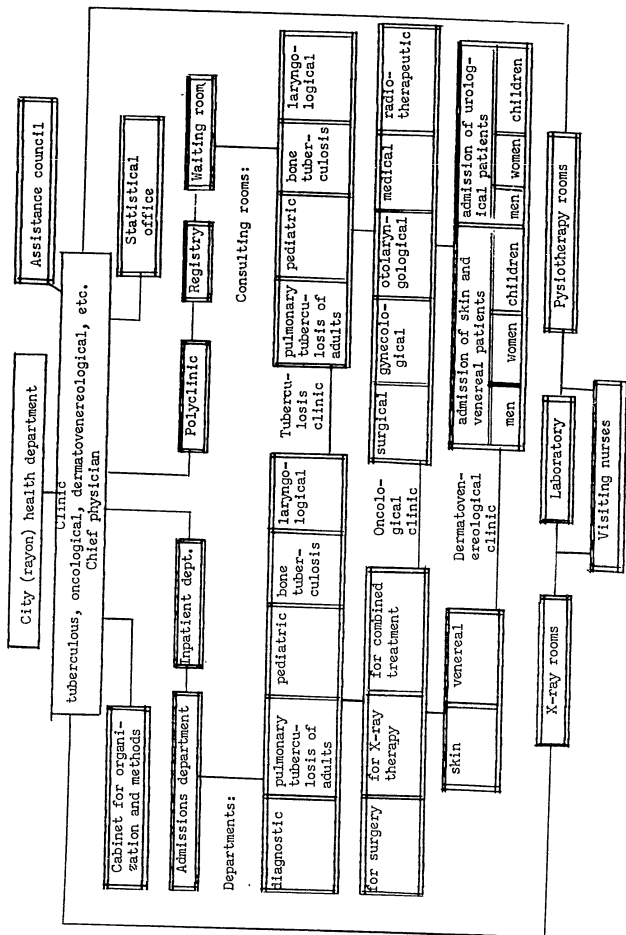 City (rayon) health department
Assistance council
Clinic
tuberculous, oncological, dermatovenereological, etc.
Chief physician
Cabinet for organi-
zation and methods
Statistical
office
Admissions department
Inpatient dept.
Polyclinic
Registry
Waiting room
Departments:
Consulting rooms:
diagnostic
pulmonary
tubercu-
losis of
adults
pediatric
bone
tuber-
culosis
laryngo-
logical
Tubercu-
losis
clinic
pulmonary
tubercu-
losis of
adults
pediatric
bone
tuber-
culosis
laryngo-
logical
for surgery
for X-ray
therapy
for combined
treatment
Oncolo-
gical
clinic
surgical
gynecolo-
gical
otolaryn-
gological
medical
radio-
therapeutic
skin
venereal
Dermatoven-
ereological
clinic
admission of skin and
venereal patients
men
women
children
admission of urolog-
ical patients
men
women
children
X-ray rooms
Laboratory
Pysiotherapy rooms
Visiting nurses